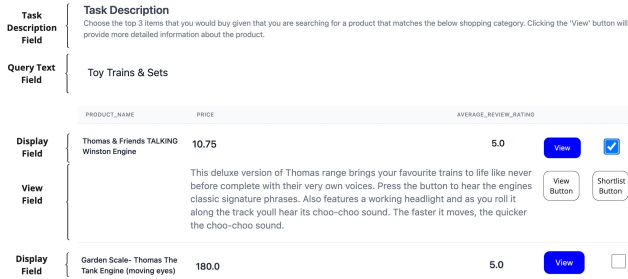 Task
Description
Field
Task Description
Choose the top 3 items that you would buy given that you are searching for a product that matches the below shopping category. Clicking the 'View' button will
provide more detailed information about the product.
Query Text
Field
Toy Trains & Sets
PRODUCT_NAME PRICE AVERAGE_REVIEW_RATING
Display
Field
Thomas & Friends TALKING
Winston Engine
10.75
5.0
View
View
Field
This deluxe version of Thomas range brings your favourite trains to life like never
before complete with their very own voices. Press the button to hear the engines
classic signature phrases. Also features a working headlight and as you roll it
along the track youll hear its choo-choo sound. The faster it moves, the quicker
the choo-choo sound.
View
Button
Shortlist
Button
Display
Field
Garden Scale- Thomas The
Tank Engine (moving eyes)
180.0
5.0
View